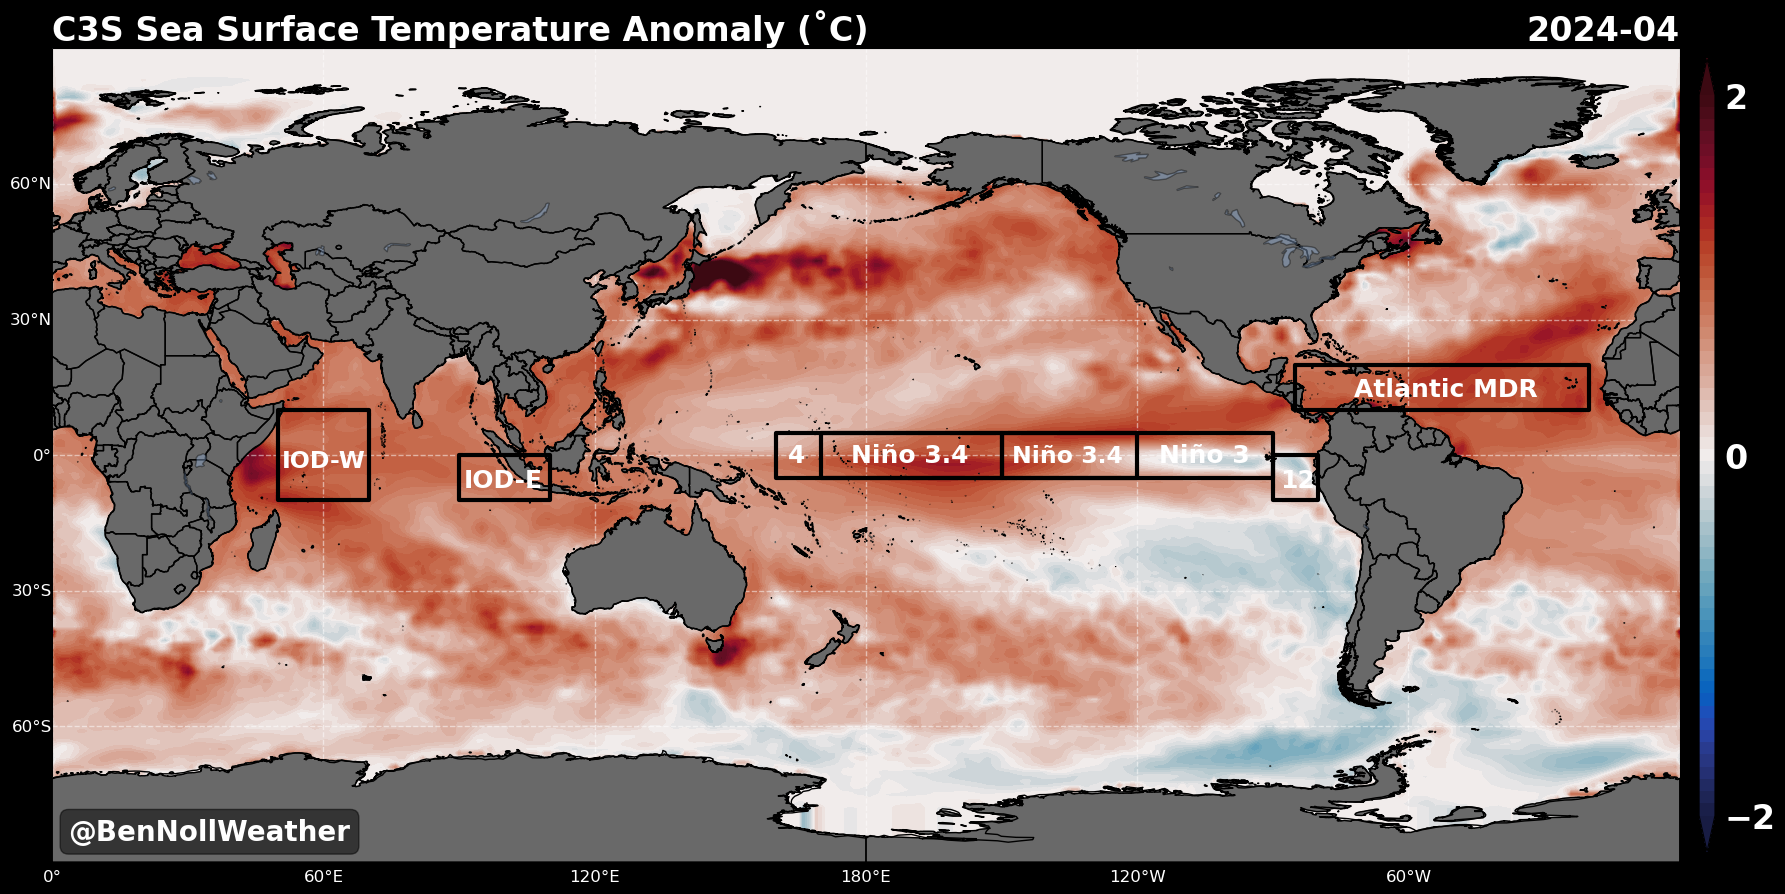 C3S Sea Surface Temperature Anomaly (˚C)
2024-04
2
60°N
30°N
Atlantic MDR
0°
IOD-W
IOD-E
4
Niño 3.4
Niño 3.4
Niño 3
12
0
30°S
60°S
−2
@BenNollWeather
0°
60°E
120°E
180°E
120°W
60°W